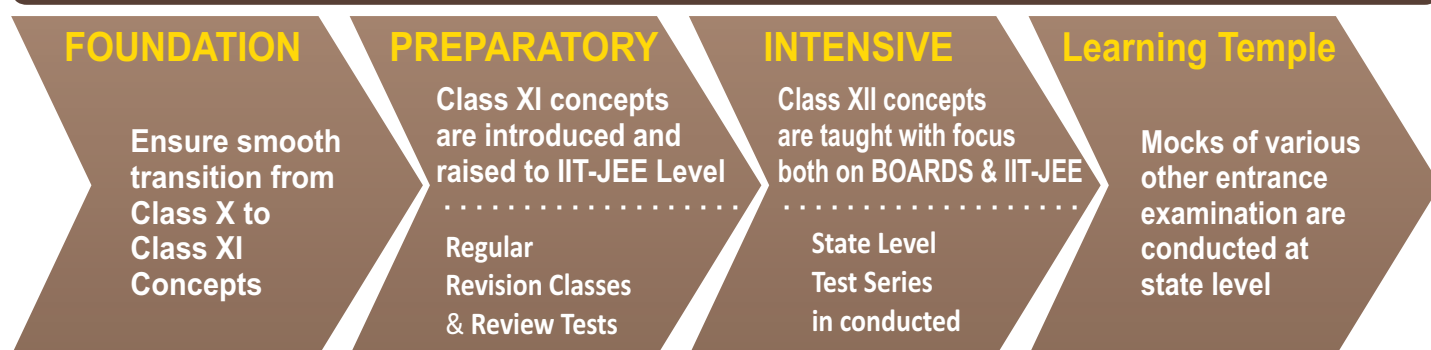 FOUNDATION
Ensure smooth
transition from
Class X to
Class XI
Concepts
PREPARATORY
Class XI concepts
are introduced and
raised to IIT-JEE Level
Regular
Revision Classes
& Review Tests
INTENSIVE
Class XII concepts
are taught with focus
both on BOARDS & IIT-JEE
State Level
Test Series
in conducted
Learning Temple
Mocks of various
other entrance
examination are
conducted at
state level